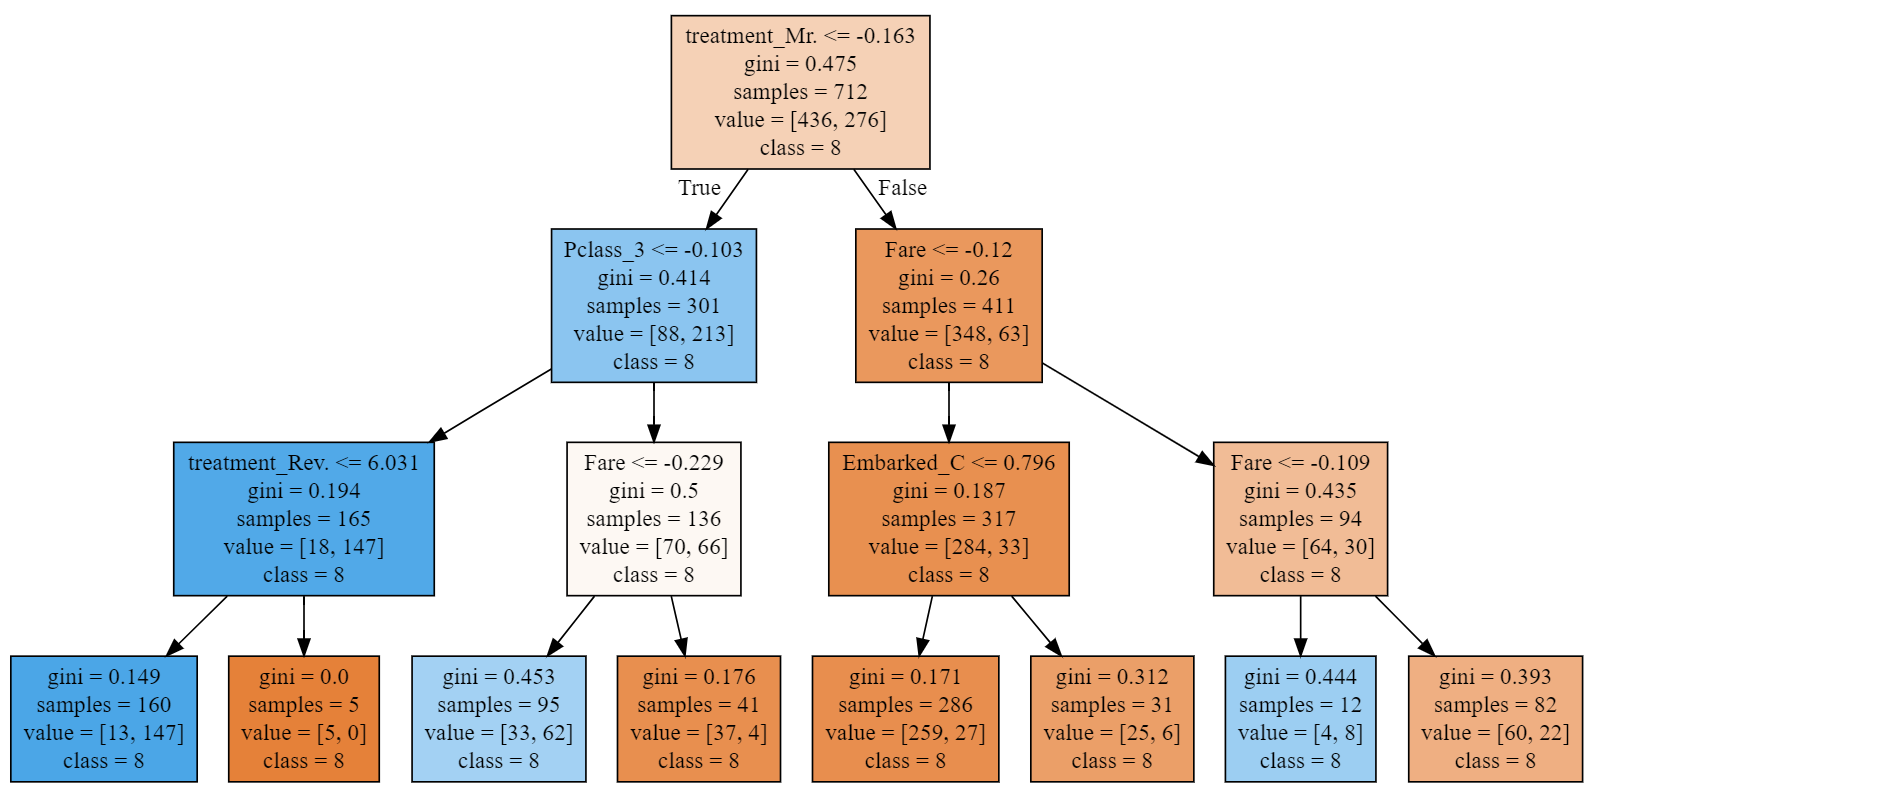 treatment_Mr. <= -0.163
gini = 0.475
samples = 712
value = [436, 276]
class = 8
True
False
Pclass_3 <= -0.103
gini = 0.414
samples = 301
value = [88, 213]
class = 8
Fare <= -0.12
gini = 0.26
samples = 411
value = [348, 63]
class = 8
treatment_Rev. <= 6.031
gini = 0.194
samples = 165
value = [18, 147]
class = 8
Fare <= -0.229
gini = 0.5
samples = 136
value = [70, 66]
class = 8
Embarked_C <= 0.796
gini = 0.187
samples = 317
value = [284, 33]
class = 8
Fare <= -0.109
gini = 0.435
samples = 94
value = [64, 30]
class = 8
gini = 0.149
samples = 160
value = [13, 147]
class = 8
gini = 0.0
samples = 5
value = [5, 0]
class = 8
gini = 0.453
samples = 95
value = [33, 62]
class = 8
gini = 0.176
samples = 41
value = [37, 4]
class = 8
gini = 0.171
samples = 286
value = [259, 27]
class = 8
gini = 0.312
samples = 31
value = [25, 6]
class = 8
gini = 0.444
samples = 12
value = [4, 8]
class = 8
gini = 0.393
samples = 82
value = [60, 22]
class = 8